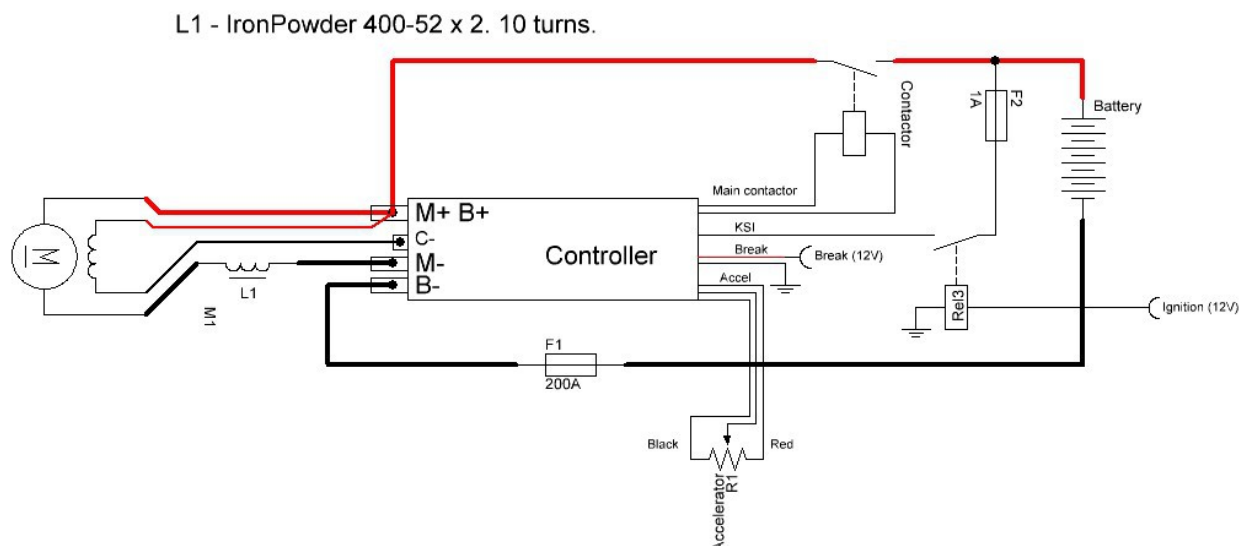 L1 - IronPowder 400-52 x 2. 10 turns.
Contactor
F2
1A
Battery
Main contactor
M+ B+
KSI
C-
Controller
Break
Break (12V)
M
M-
L1
Accel
B-
M1
Rel3
Ignition (12V)
F1
200A
Black
Red
R1
Accelerator